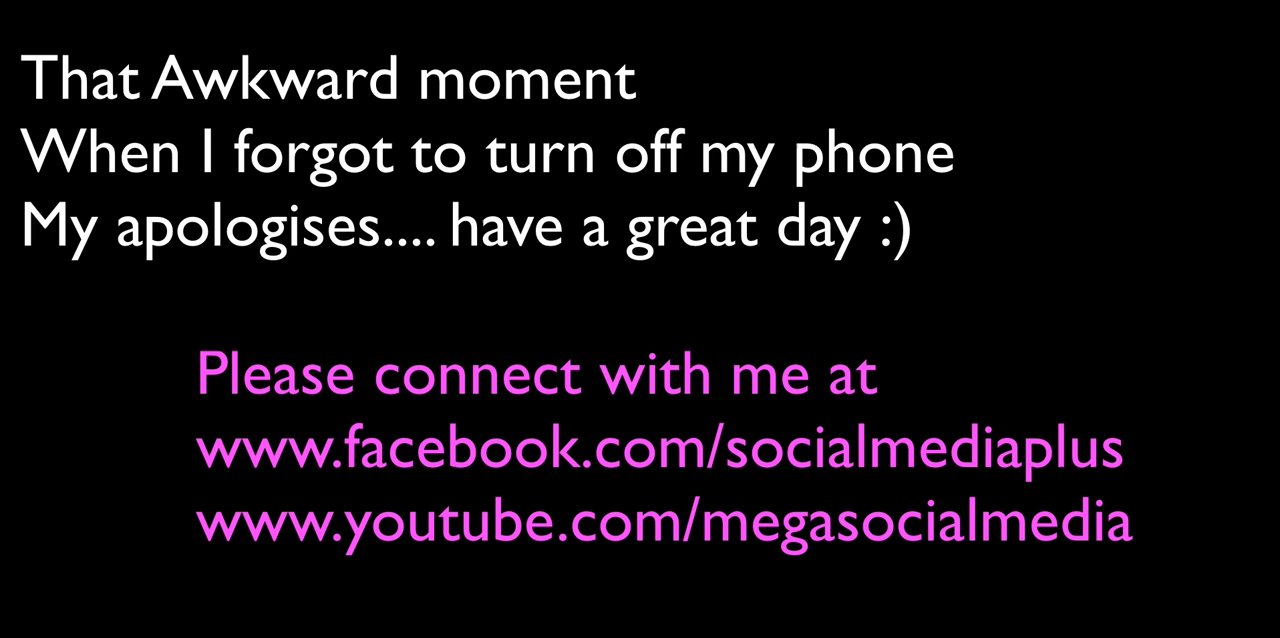 That Awkward moment
When I forgot to turn off my phone
My apologises.... have a great day :)
Please connect with me at
www.facebook.com/socialmediaplus
www.youtube.com/megasocialmedia